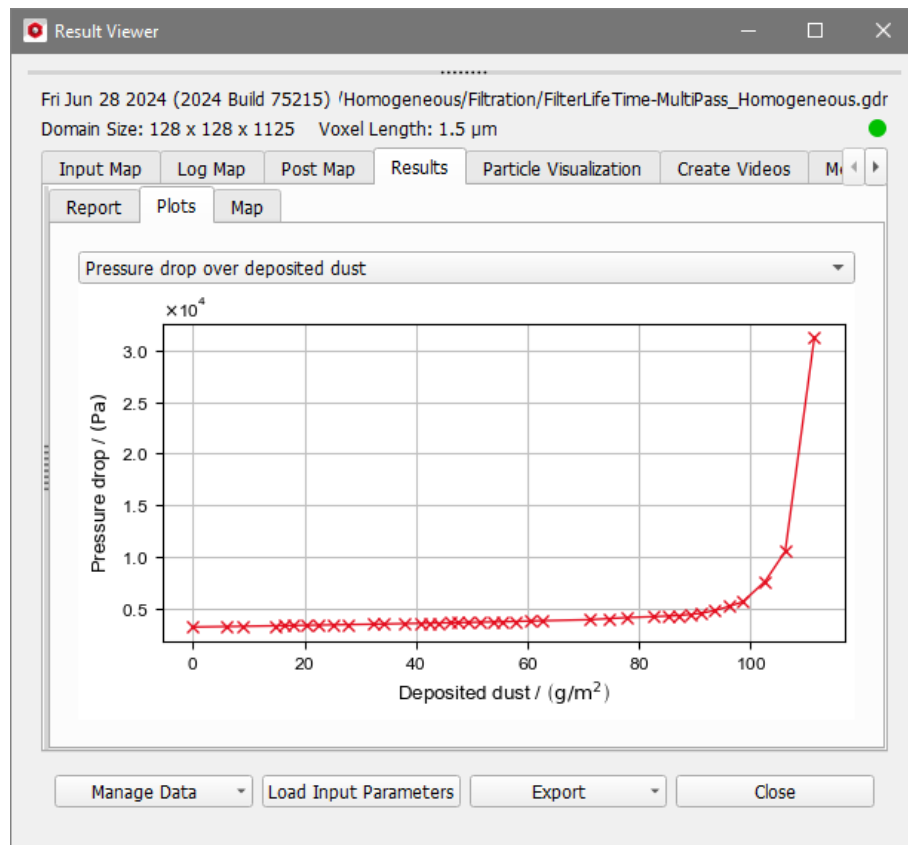 Result Viewer
Fri Jun 28 2024 (2024 Build 75215) /Homogeneous/Filtration/FilterLifeTime-MultiPass_Homogeneous.gdr
Domain Size: 128 x 128 x 1125 Voxel Length: 1.5 µm
Input Map Log Map Post Map Results Particle Visualization Create Videos
Report Plots Map
Pressure drop over deposited dust
×10⁴
3.0
2.5
2.0
1.5
1.0
0.5
Pressure drop / (Pa)
0 20 40 60 80 100
Deposited dust / (g/m²)
Manage Data Load Input Parameters Export Close